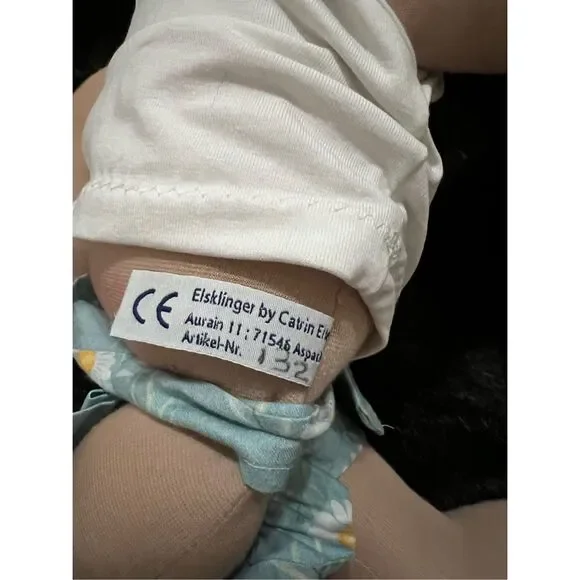 CE
Elsklinger by Catrin
Aurain 11 : 71546
Artikel-Nr. 132